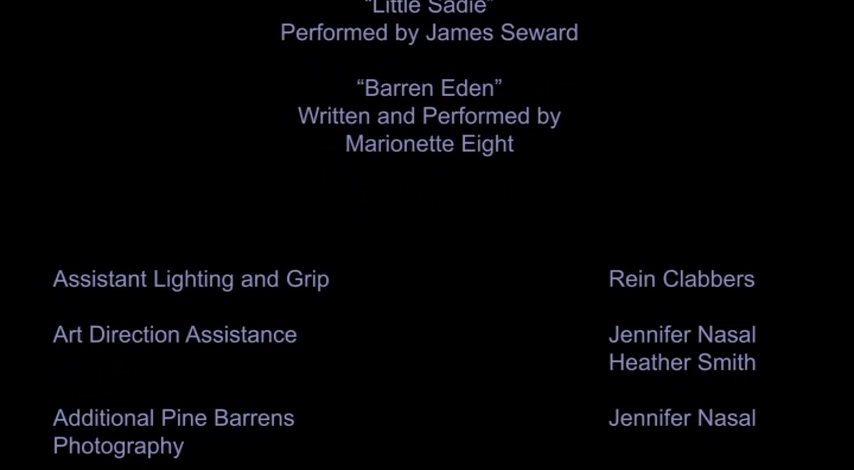 “Little Sadie”
Performed by James Seward
“Barren Eden”
Written and Performed by
Marionette Eight
Assistant Lighting and Grip Rein Clabbers
Art Direction Assistance Jennifer Nasal
Heather Smith
Additional Pine Barrens Jennifer Nasal
Photography